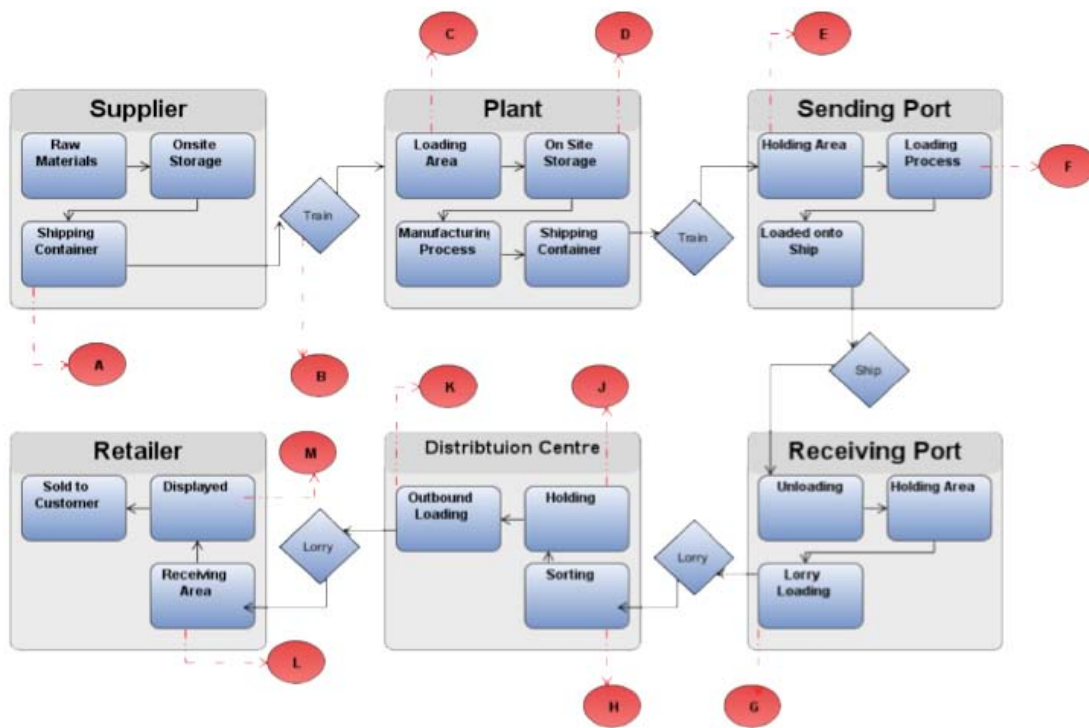 C
D
E
Supplier
Raw
Materials
Onsite
Storage
Shipping
Container
Train
Plant
Loading
Area
On Site
Storage
Manufacturing
Process
Shipping
Container
Train
Sending Port
Holding Area
Loading
Process
Loaded onto
Ship
F
A
B
K
J
Ship
Retailer
Sold to
Customer
Displayed
Receiving
Area
M
Lorry
Distribtuion Centre
Outbound
Loading
Holding
Sorting
Lorry
Receiving Port
Unloading
Holding Area
Lorry
Loading
L
H
G